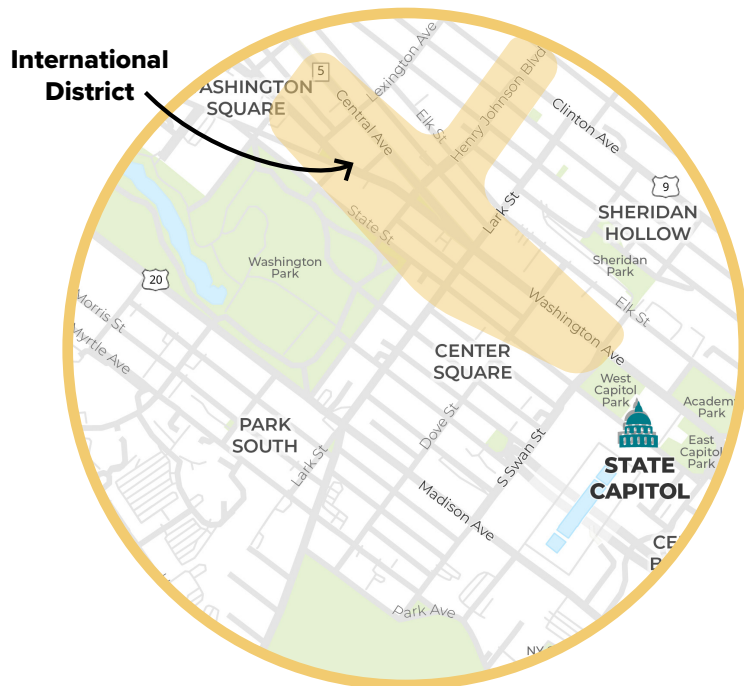 International
District
5
ASHINGTON
SQUARE
Central Ave
Lexington Ave
Elk St
Henry Johnson Blvd
Clinton Ave
9
SHERIDAN
HOLLOW
Sheridan
Park
Lark St
State St
Washington
Park
20
Morris St
Myrtle Ave
Washington Ave
Elk St
CENTER
SQUARE
West
Capitol
Park
Academy
Park
East
Capitol
Park
STATE
CAPITOL
PARK
SOUTH
Lark St
Dove St
S Swan St
Madison Ave
CE
Park Ave
NY